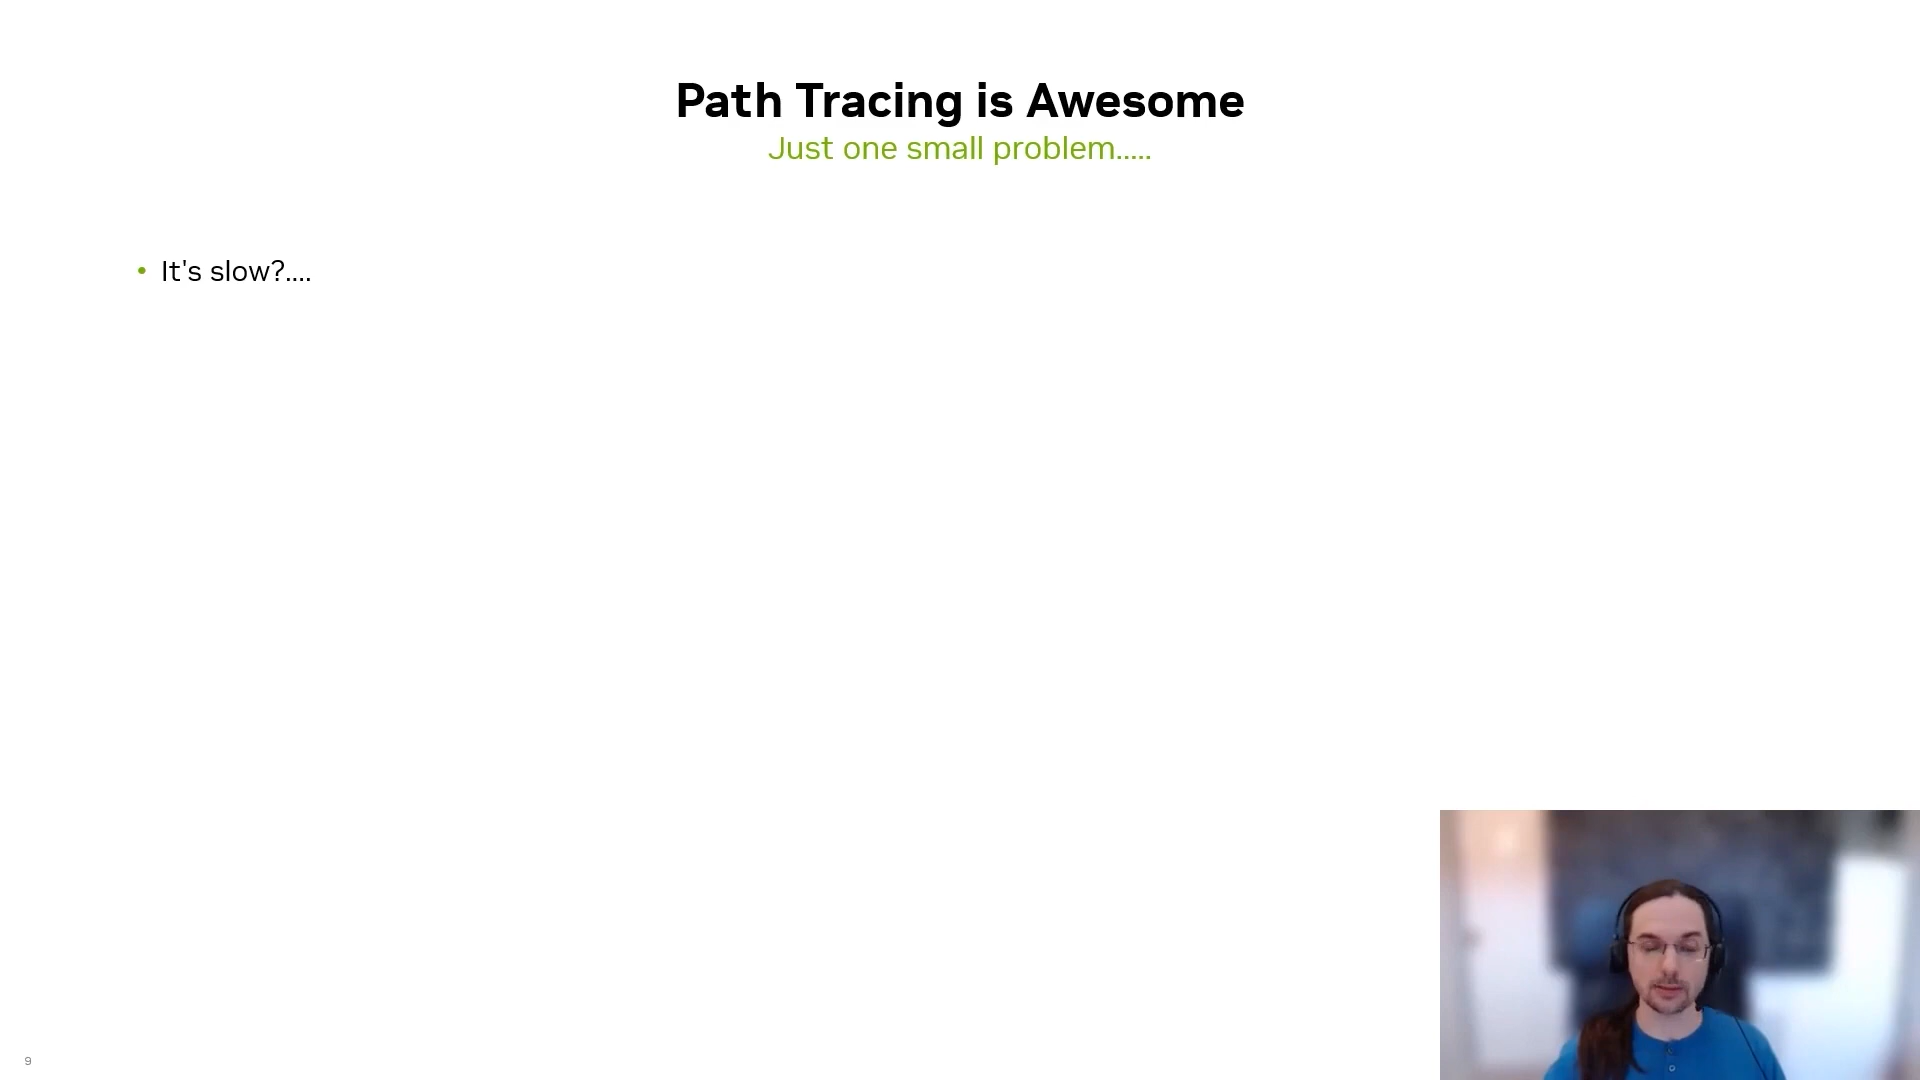 Path Tracing is Awesome
Just one small problem.....
• It's slow?....
9